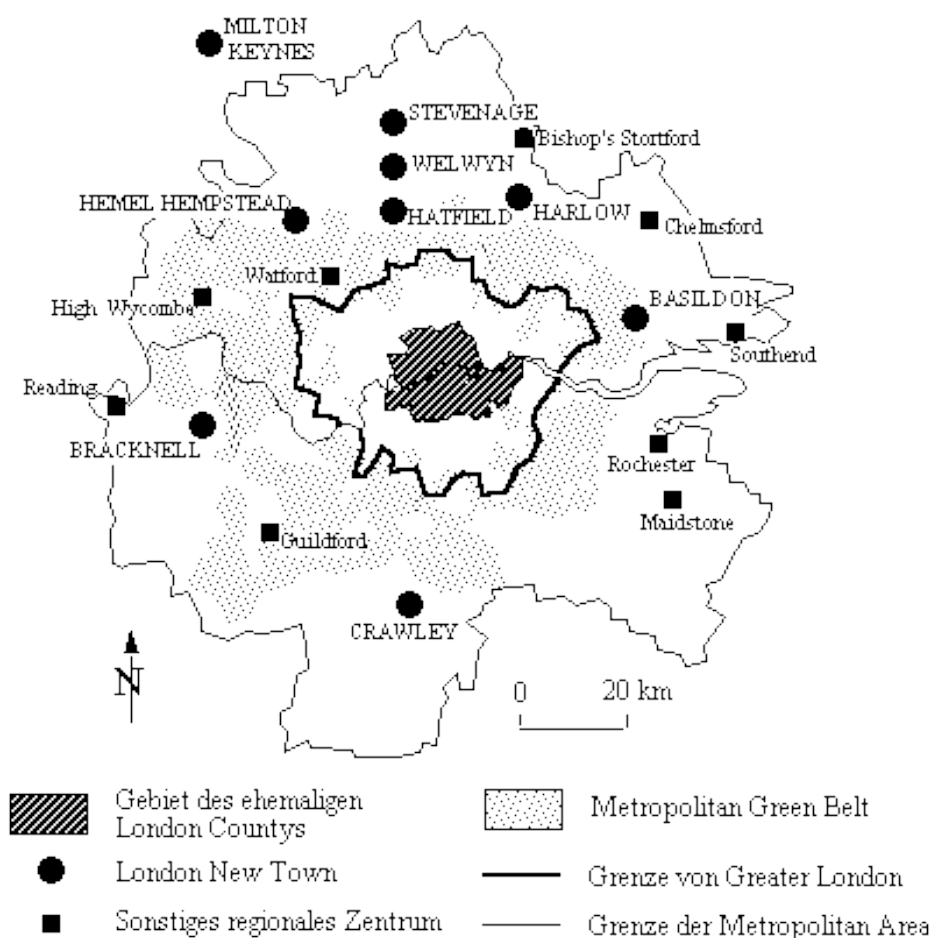 MILTON
KEYNES
STEVENAGE
Bishop's Stortford
WELWYN
HEMEL HEMPSTEAD
HATFIELD
HARLOW
Chelmsford
Watford
High Wycombe
BASILDON
Southend
Reading
BRACKNELL
Rochester
Maidstone
Guildford
CRAWLEY
N
0 20 km
Gebiet des ehemaligen
London Countys
Metropolitan Green Belt
London New Town
Grenze von Greater London
Sonstiges regionales Zentrum
Grenze der Metropolitan Area